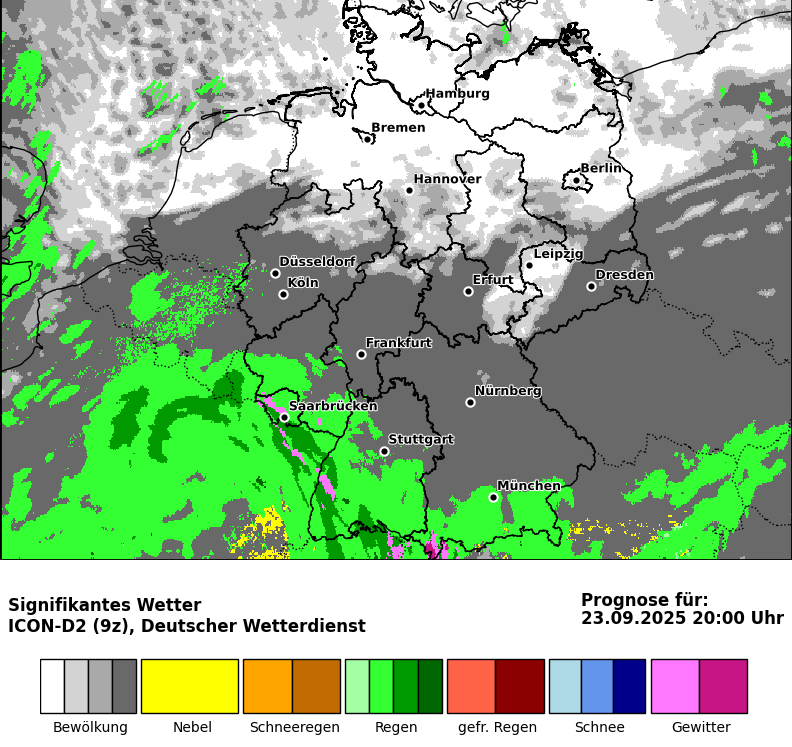 Hamburg
Bremen
Berlin
Hannover
Leipzig
Düsseldorf
Dresden
Köln
Erfurt
Frankfurt
Nürnberg
Saarbrücken
Stuttgart
München
Signifikantes Wetter
ICON-D2 (9z), Deutscher Wetterdienst
Prognose für:
23.09.2025 20:00 Uhr
Bewölkung Nebel Schneeregen Regen gefr. Regen Schnee Gewitter